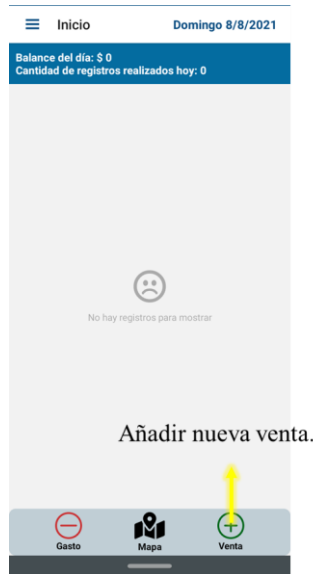 Inicio
Domingo 8/8/2021
Balance del día: $ 0
Cantidad de registros realizados hoy: 0
No hay registros para mostrar
Añadir nueva venta.
Gasto
Mapa
Venta